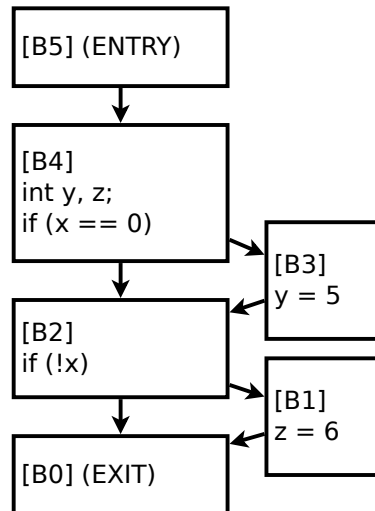 [B5] (ENTRY)
[B4]
int y, z;
if (x == 0)
[B3]
y = 5
[B2]
if (!x)
[B1]
z = 6
[B0] (EXIT)